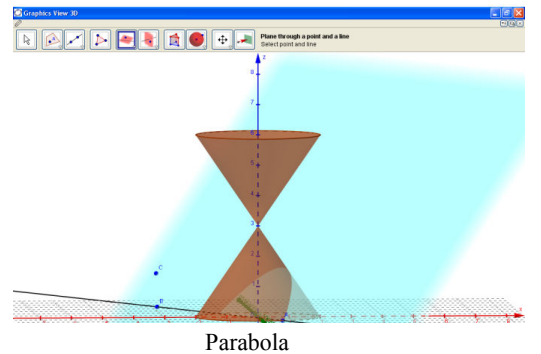 Graphics View 3D
Plane through a point and a line
Select point and line
z
8
7
6
5
4
3
2
1
C
B
A
x
Parabola